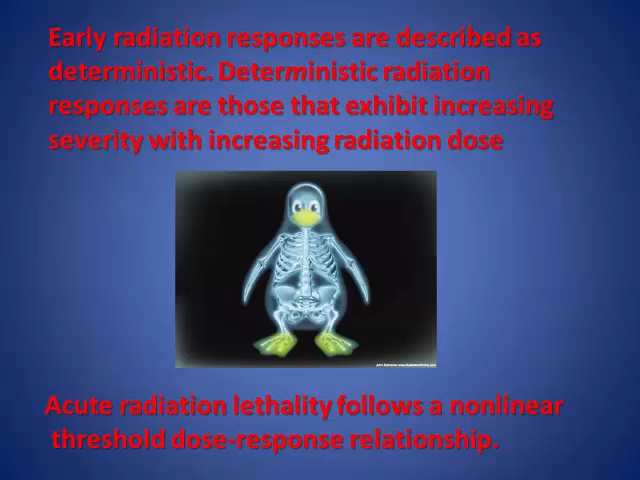 Early radiation responses are described as
deterministic. Deterministic radiation
responses are those that exhibit increasing
severity with increasing radiation dose
Acute radiation lethality follows a nonlinear
threshold dose-response relationship.